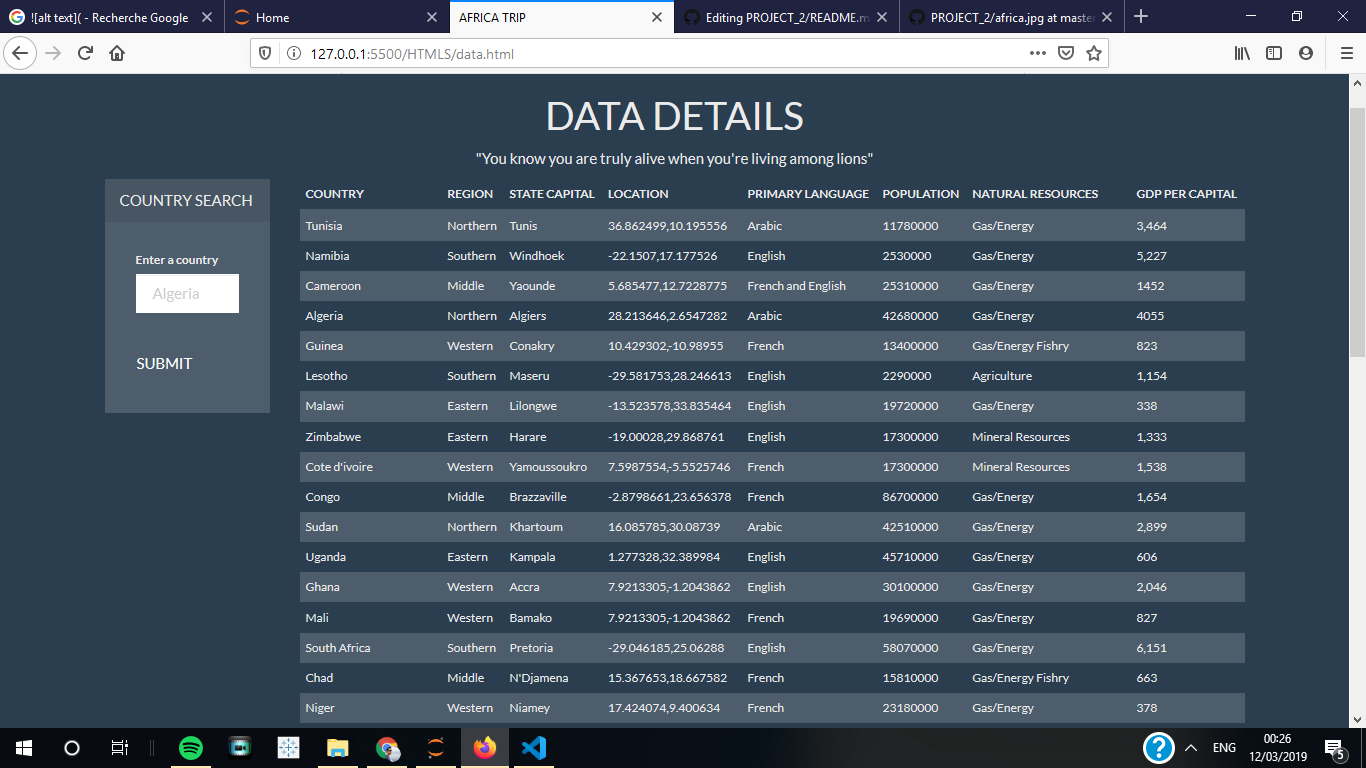 ![alt text]( - Recherche Google
Home
AFRICA TRIP
Editing PROJECT_2/README.m
PROJECT_2/africa.jpg at master
127.0.0.1:5500/HTMLS/data.html
DATA DETAILS
"You know you are truly alive when you're living among lions"
COUNTRY SEARCH
Enter a country
Algeria
SUBMIT
COUNTRY REGION STATE CAPITAL LOCATION PRIMARY LANGUAGE POPULATION NATURAL RESOURCES GDP PER CAPITAL
Tunisia Northern Tunis 36.862499,10.195556 Arabic 11780000 Gas/Energy 3,464
Namibia Southern Windhoek -22.1507,17.177526 English 2530000 Gas/Energy 5,227
Cameroon Middle Yaounde 5.685477,12.7228775 French and English 25310000 Gas/Energy 1452
Algeria Northern Algiers 28.213646,2.6547282 Arabic 42680000 Gas/Energy 4055
Guinea Western Conakry 10.429302,-10.98955 French 13400000 Gas/Energy Fishry 823
Lesotho Southern Maseru -29.581753,28.246613 English 2290000 Agriculture 1,154
Malawi Eastern Lilongwe -13.523578,33.835464 English 19720000 Gas/Energy 338
Zimbabwe Eastern Harare -19.00028,29.868761 English 17300000 Mineral Resources 1,333
Cote d'ivoire Western Yamoussoukro 7.5987554,-5.5525746 French 17300000 Mineral Resources 1,538
Congo Middle Brazzaville -2.8798661,23.656378 French 86700000 Gas/Energy 1,654
Sudan Northern Khartoum 16.085785,30.08739 Arabic 42510000 Gas/Energy 2,899
Uganda Eastern Kampala 1.277328,32.389984 English 45710000 Gas/Energy 606
Ghana Western Accra 7.9213305,-1.2043862 English 30100000 Gas/Energy 2,046
Mali Western Bamako 7.9213305,-1.2043862 French 19690000 Gas/Energy 827
South Africa Southern Pretoria -29.046185,25.06288 English 58070000 Gas/Energy 6,151
Chad Middle N'Djamena 15.367653,18.667582 French 15810000 Gas/Energy Fishry 663
Niger Western Niamey 17.424074,9.400634 French 23180000 Gas/Energy 378
ENG
00:26
12/03/2019
5